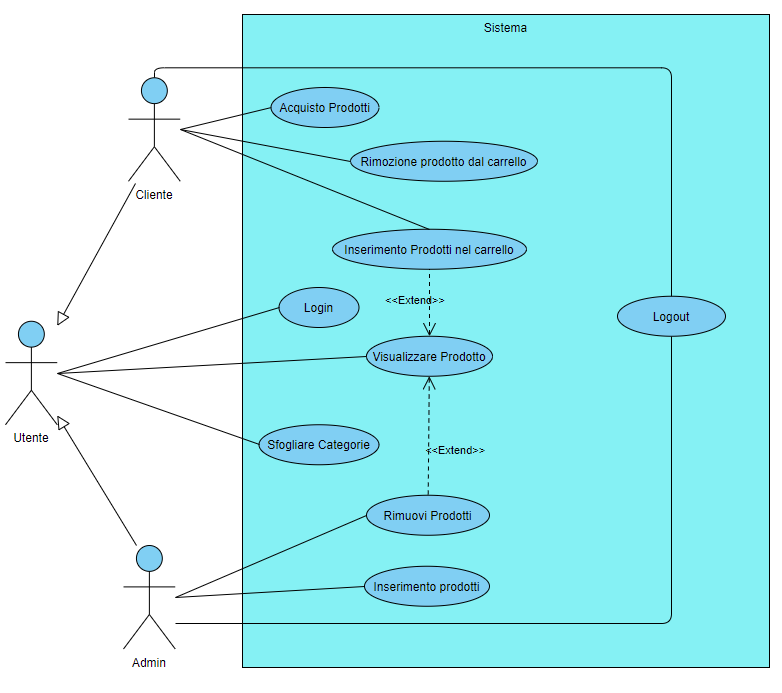 Sistema
Acquisto Prodotti
Rimozione prodotto dal carrello
Cliente
Inserimento Prodotti nel carrello
<<Extend>>
Login
Logout
Visualizzare Prodotto
Utente
Sfogliare Categorie
<<Extend>>
Rimuovi Prodotti
Inserimento prodotti
Admin